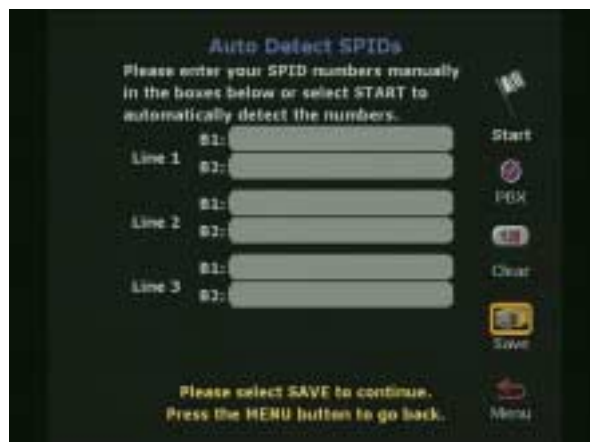 Auto Detect SPIDs
Please enter your SPID numbers manually
in the boxes below or select START to
automatically detect the numbers.
Start
Line 1
B1:
B2:
PBX
Line 2
B1:
B2:
Clear
Line 3
B1:
B2:
Save
Please select SAVE to continue.
Press the MENU button to go back.
Menu